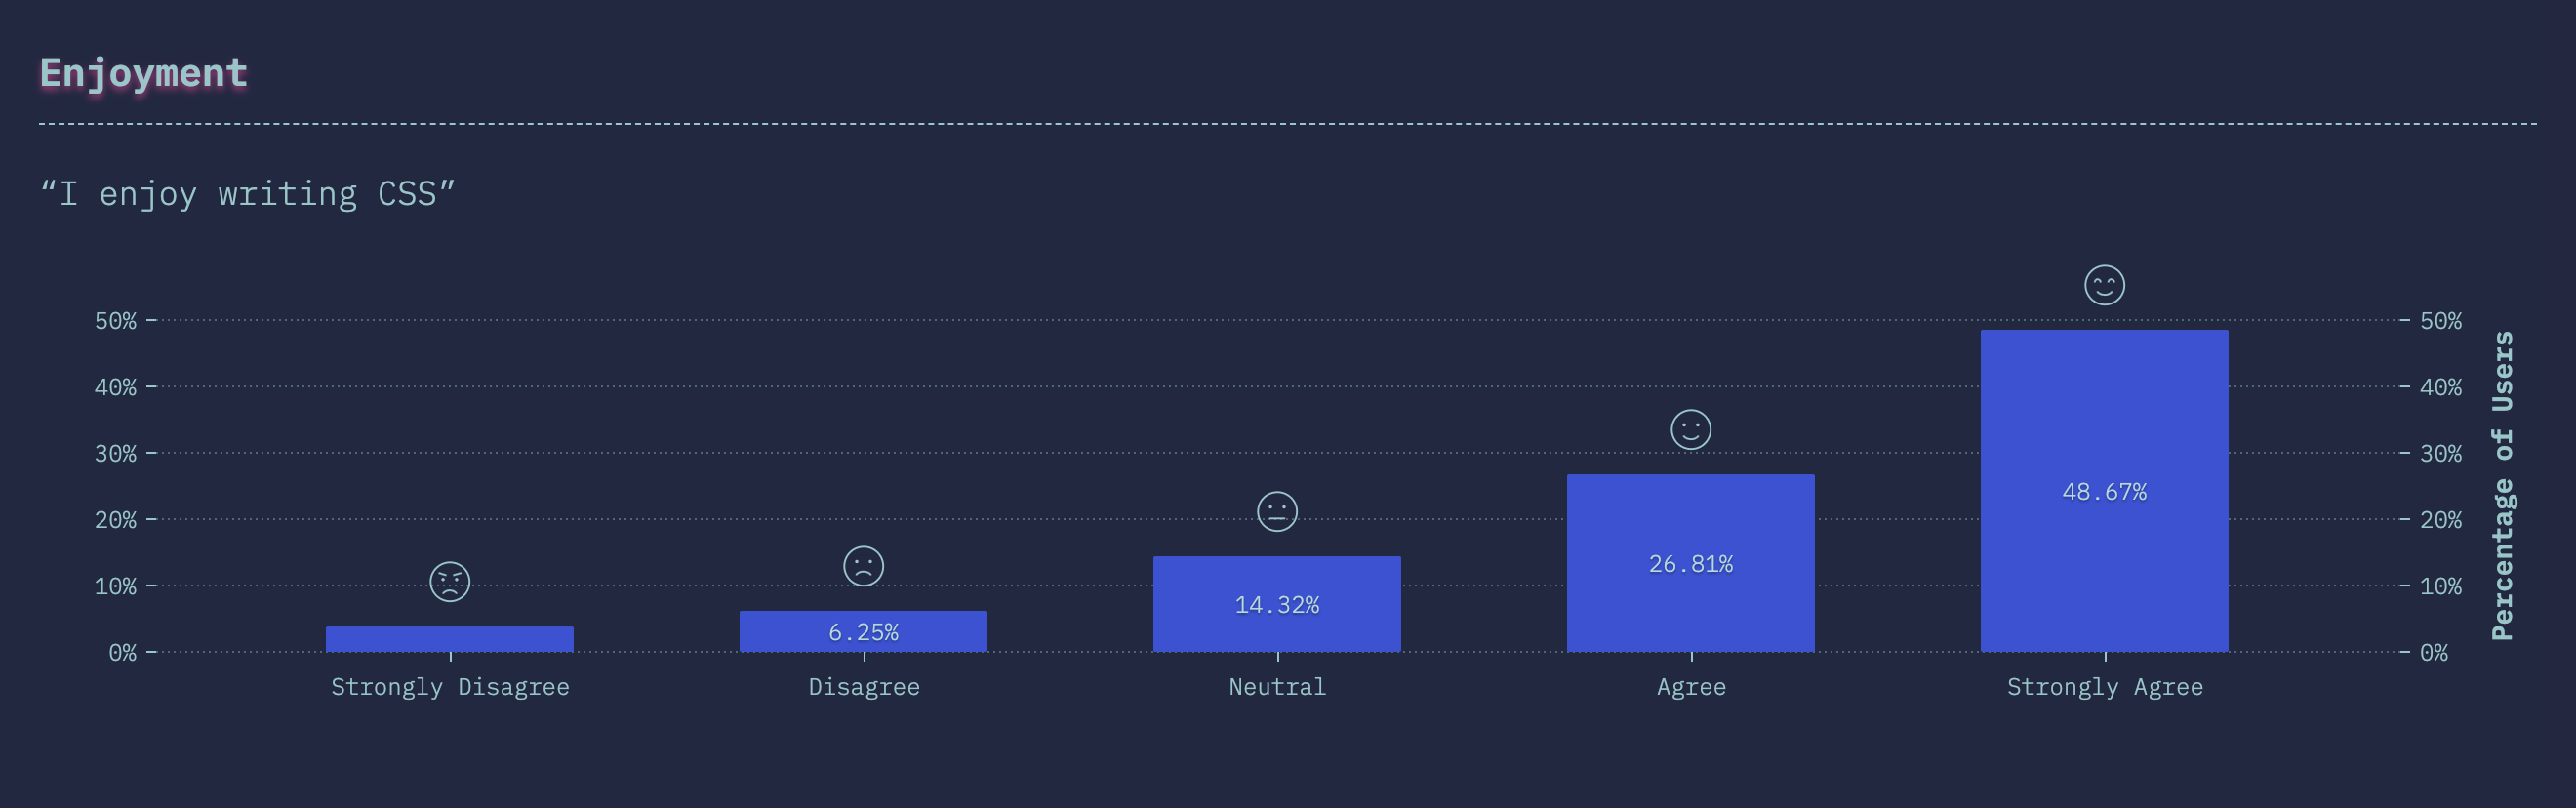 Enjoyment
“I enjoy writing CSS”
50%
40%
30%
20%
10%
0%
50%
40%
30%
20%
10%
0%
Percentage of Users
6.25%
14.32%
26.81%
48.67%
Strongly Disagree
Disagree
Neutral
Agree
Strongly Agree